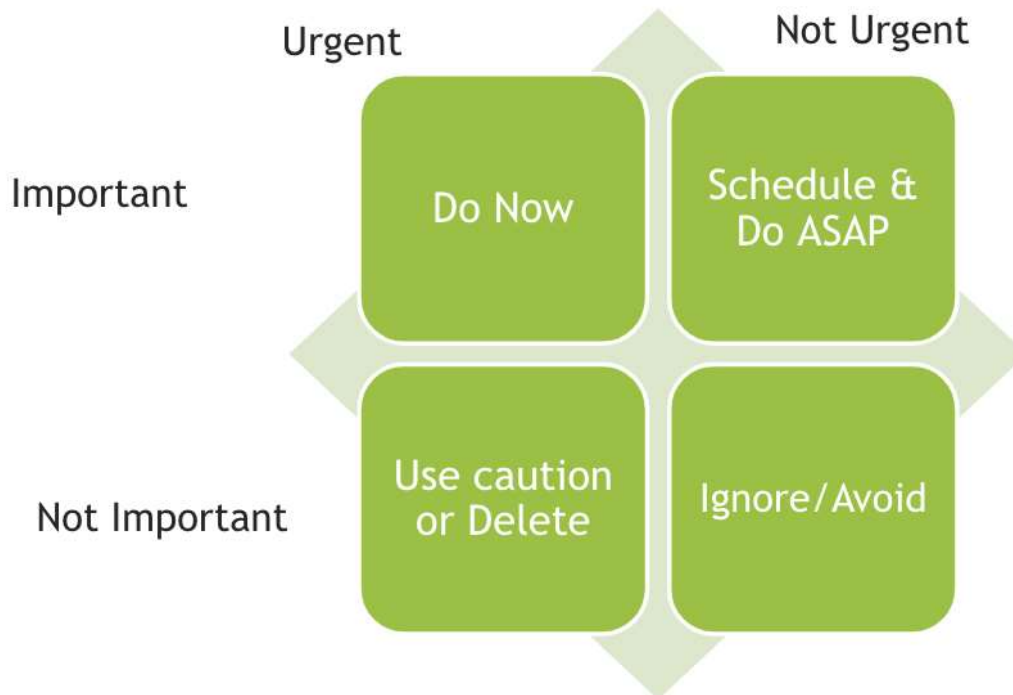 Urgent
Not Urgent
Important
Do Now
Schedule &
Do ASAP
Not Important
Use caution
or Delete
Ignore/Avoid